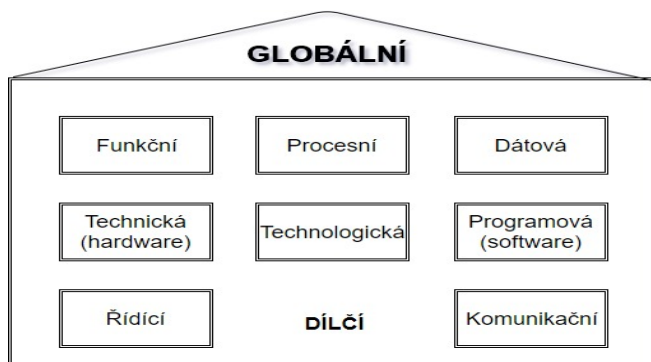 GLOBÁLNÍ
Funkční
Procesní
Dátová
Technická
(hardware)
Technologická
Programová
(software)
Řídící
DÍLČÍ
Komunikační